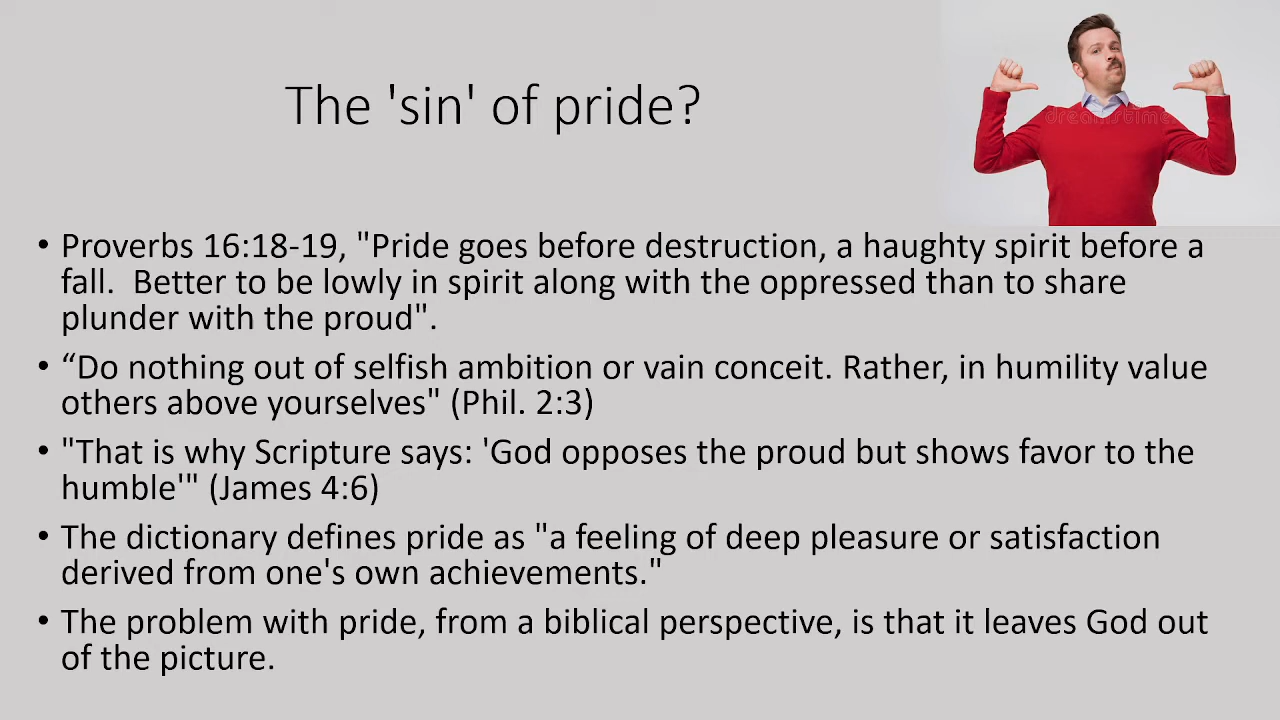 The 'sin' of pride?
dreamstime.
• Proverbs 16:18-19, "Pride goes before destruction, a haughty spirit before a
fall.  Better to be lowly in spirit along with the oppressed than to share
plunder with the proud".
• “Do nothing out of selfish ambition or vain conceit. Rather, in humility value
others above yourselves" (Phil. 2:3)
• "That is why Scripture says: 'God opposes the proud but shows favor to the
humble'" (James 4:6)
• The dictionary defines pride as "a feeling of deep pleasure or satisfaction
derived from one's own achievements."
• The problem with pride, from a biblical perspective, is that it leaves God out
of the picture.